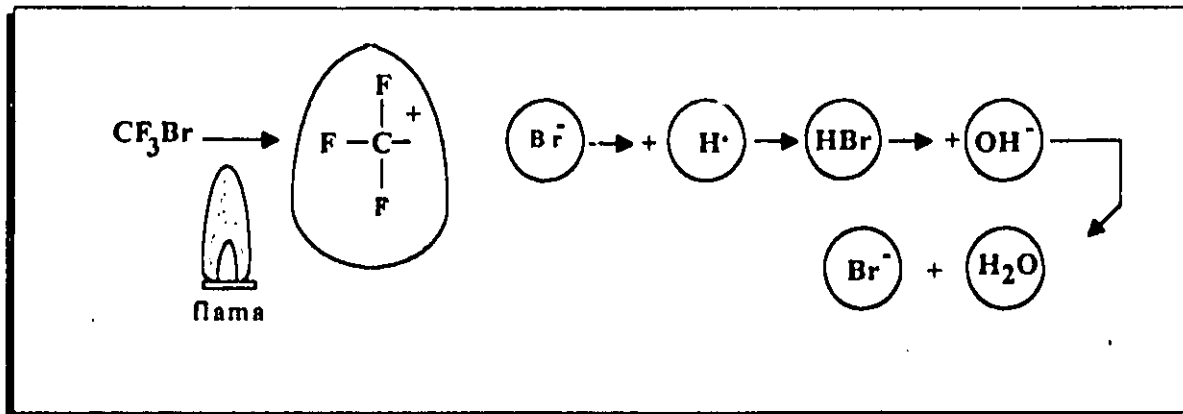 F
CF₃Br → F – C – + Br⁻ → + H· → HBr → + OH⁻
F
Br⁻ + H₂O
flama